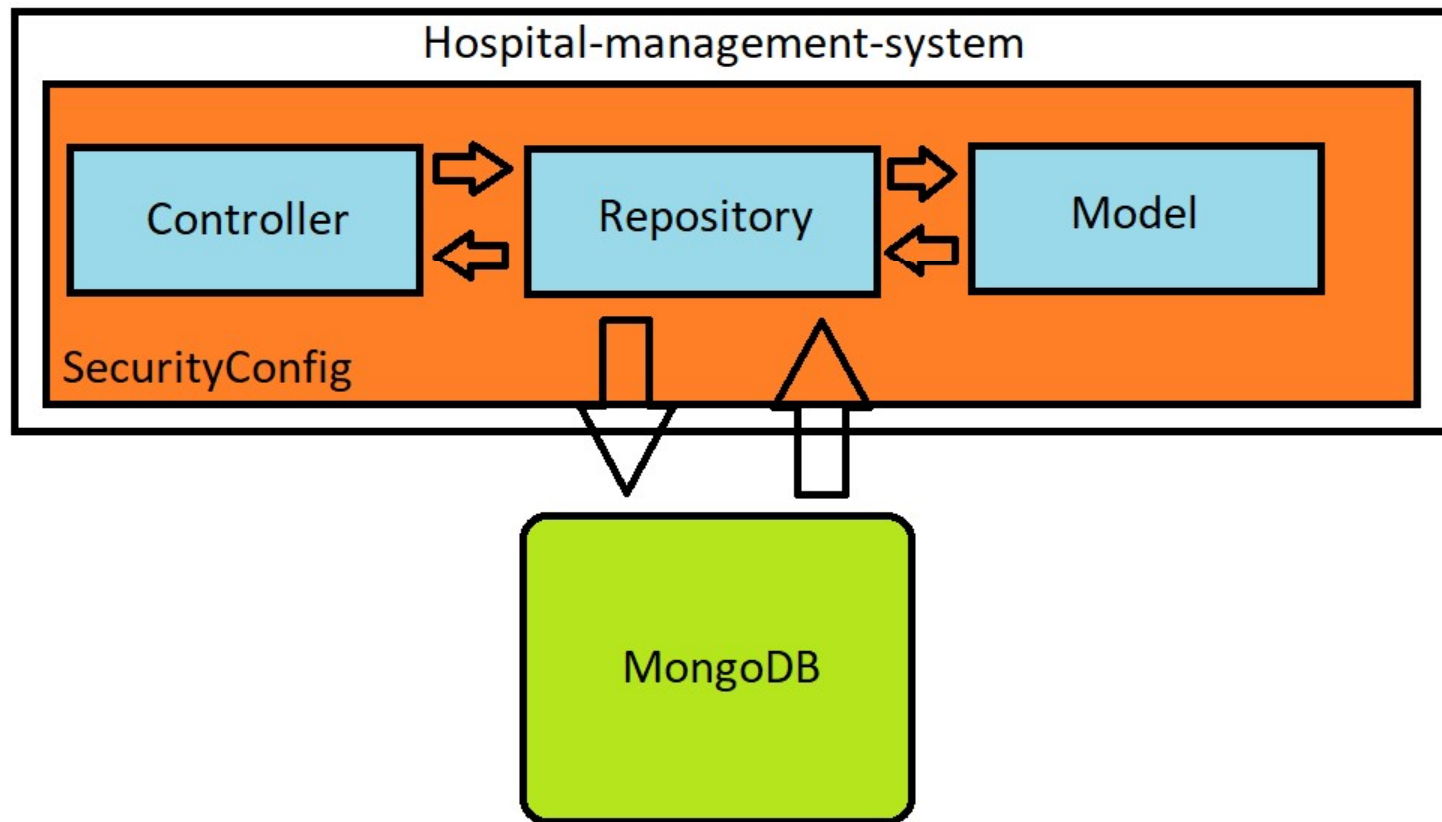 Hospital-management-system
Controller
Repository
Model
SecurityConfig
MongoDB